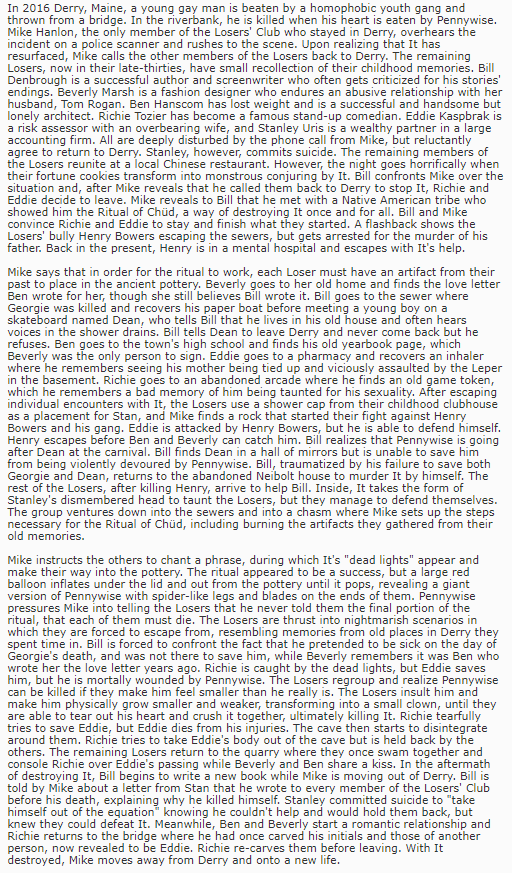 In 2016 Derry, Maine, a young gay man is beaten by a homophobic youth gang and
thrown from a bridge. In the riverbank, he is killed when his heart is eaten by Pennywise.
Mike Hanlon, the only member of the Losers' Club who stayed in Derry, overhears the
incident on a police scanner and rushes to the scene. Upon realizing that It has
resurfaced, Mike calls the other members of the Losers back to Derry. The remaining
Losers, now in their late-thirties, have small recollection of their childhood memories. Bill
Denbrough is a successful author and screenwriter who often gets criticized for his stories'
endings. Beverly Marsh is a fashion designer who endures an abusive relationship with her
husband, Tom Rogan. Ben Hanscom has lost weight and is a successful and handsome but
lonely architect. Richie Tozier has become a famous stand-up comedian. Eddie Kaspbrak is
a risk assessor with an overbearing wife, and Stanley Uris is a wealthy partner in a large
accounting firm. All are deeply disturbed by the phone call from Mike, but reluctantly
agree to return to Derry. Stanley, however, commits suicide. The remaining members of
the Losers reunite at a local Chinese restaurant. However, the night goes horrifically when
their fortune cookies transform into monstrous conjuring by It. Bill confronts Mike over the
situation and, after Mike reveals that he called them back to Derry to stop It, Richie and
Eddie decide to leave. Mike reveals to Bill that he met with a Native American tribe who
showed him the Ritual of Chüd, a way of destroying It once and for all. Bill and Mike
convince Richie and Eddie to stay and finish what they started. A flashback shows the
Losers' bully Henry Bowers escaping the sewers, but gets arrested for the murder of his
father. Back in the present, Henry is in a mental hospital and escapes with It's help.

Mike says that in order for the ritual to work, each Loser must have an artifact from their
past to place in the ancient pottery. Beverly goes to her old home and finds the love letter
Ben wrote for her, though she still believes Bill wrote it. Bill goes to the sewer where
Georgie was killed and recovers his paper boat before meeting a young boy on a
skateboard named Dean, who tells Bill that he lives in his old house and often hears
voices in the shower drains. Bill tells Dean to leave Derry and never come back but he
refuses. Ben goes to the town's high school and finds his old yearbook page, which
Beverly was the only person to sign. Eddie goes to a pharmacy and recovers an inhaler
where he remembers seeing his mother being tied up and viciously assaulted by the Leper
in the basement. Richie goes to an abandoned arcade where he finds an old game token,
which he remembers a bad memory of him being taunted for his sexuality. After escaping
individual encounters with It, the Losers use a shower cap from their childhood clubhouse
as a placement for Stan, and Mike finds a rock that started their fight against Henry
Bowers and his gang. Eddie is attacked by Henry Bowers, but he is able to defend himself.
Henry escapes before Ben and Beverly can catch him. Bill realizes that Pennywise is going
after Dean at the carnival. Bill finds Dean in a hall of mirrors but is unable to save him
from being violently devoured by Pennywise. Bill, traumatized by his failure to save both
Georgie and Dean, returns to the abandoned Neibolt house to murder It by himself. The
rest of the Losers, after killing Henry, arrive to help Bill. Inside, It takes the form of
Stanley's dismembered head to taunt the Losers, but they manage to defend themselves.
The group ventures down into the sewers and into a chasm where Mike sets up the steps
necessary for the Ritual of Chüd, including burning the artifacts they gathered from their
old memories.

Mike instructs the others to chant a phrase, during which It's "dead lights" appear and
make their way into the pottery. The ritual appeared to be a success, but a large red
balloon inflates under the lid and out from the pottery until it pops, revealing a giant
version of Pennywise with spider-like legs and blades on the ends of them. Pennywise
pressures Mike into telling the Losers that he never told them the final portion of the
ritual, that each of them must die. The Losers are thrust into nightmarish scenarios in
which they are forced to escape from, resembling memories from old places in Derry they
spent time in. Bill is forced to confront the fact that he pretended to be sick on the day of
Georgie's death, and was not there to save him, while Beverly remembers it was Ben who
wrote her the love letter years ago. Richie is caught by the dead lights, but Eddie saves
him, but he is mortally wounded by Pennywise. The Losers regroup and realize Pennywise
can be killed if they make him feel smaller than he really is. The Losers insult him and
make him physically grow smaller and weaker, transforming into a small clown, until they
are able to tear out his heart and crush it together, ultimately killing It. Richie tearfully
tries to save Eddie, but Eddie dies from his injuries. The cave then starts to disintegrate
around them. Richie tries to take Eddie's body out of the cave but is held back by the
others. The remaining Losers return to the quarry where they once swam together and
console Richie over Eddie's passing while Beverly and Ben share a kiss. In the aftermath
of destroying It, Bill begins to write a new book while Mike is moving out of Derry. Bill is
told by Mike about a letter from Stan that he wrote to every member of the Losers' Club
before his death, explaining why he killed himself. Stanley committed suicide to "take
himself out of the equation" knowing he couldn't help and would hold them back, but
knew they could defeat It. Meanwhile, Ben and Beverly start a romantic relationship and
Richie returns to the bridge where he had once carved his initials and those of another
person, now revealed to be Eddie. Richie re-carves them before leaving. With It
destroyed, Mike moves away from Derry and onto a new life.